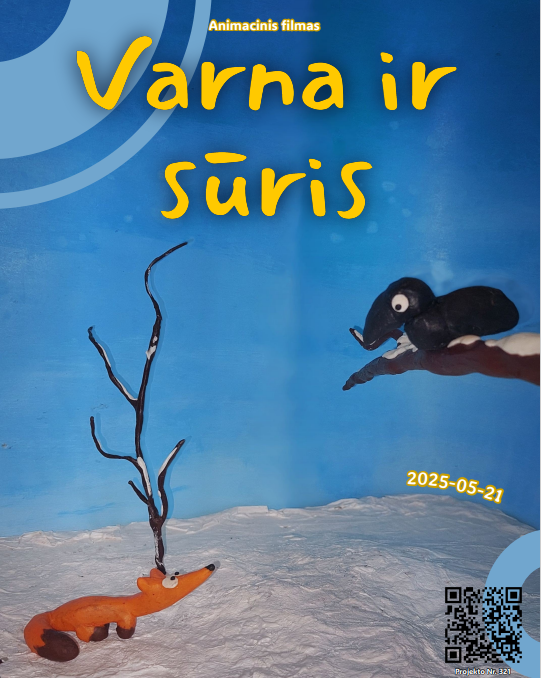 Animacinis filmas
Varna ir
sūris
2025-05-21
Projekto Nr. 321